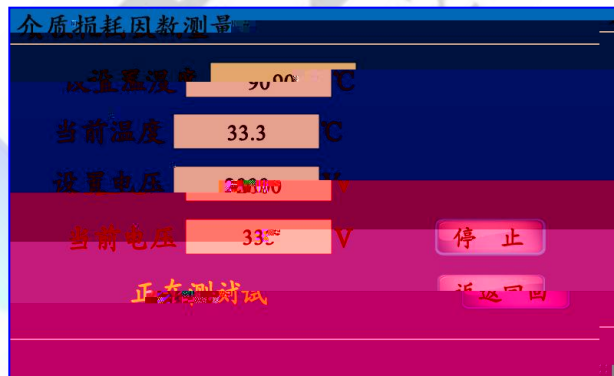 介质损耗因数测量
设置温度 ℃
当前温度 33.3 ℃
设置电压 V
当前电压 V
停 止
正在测试
返回